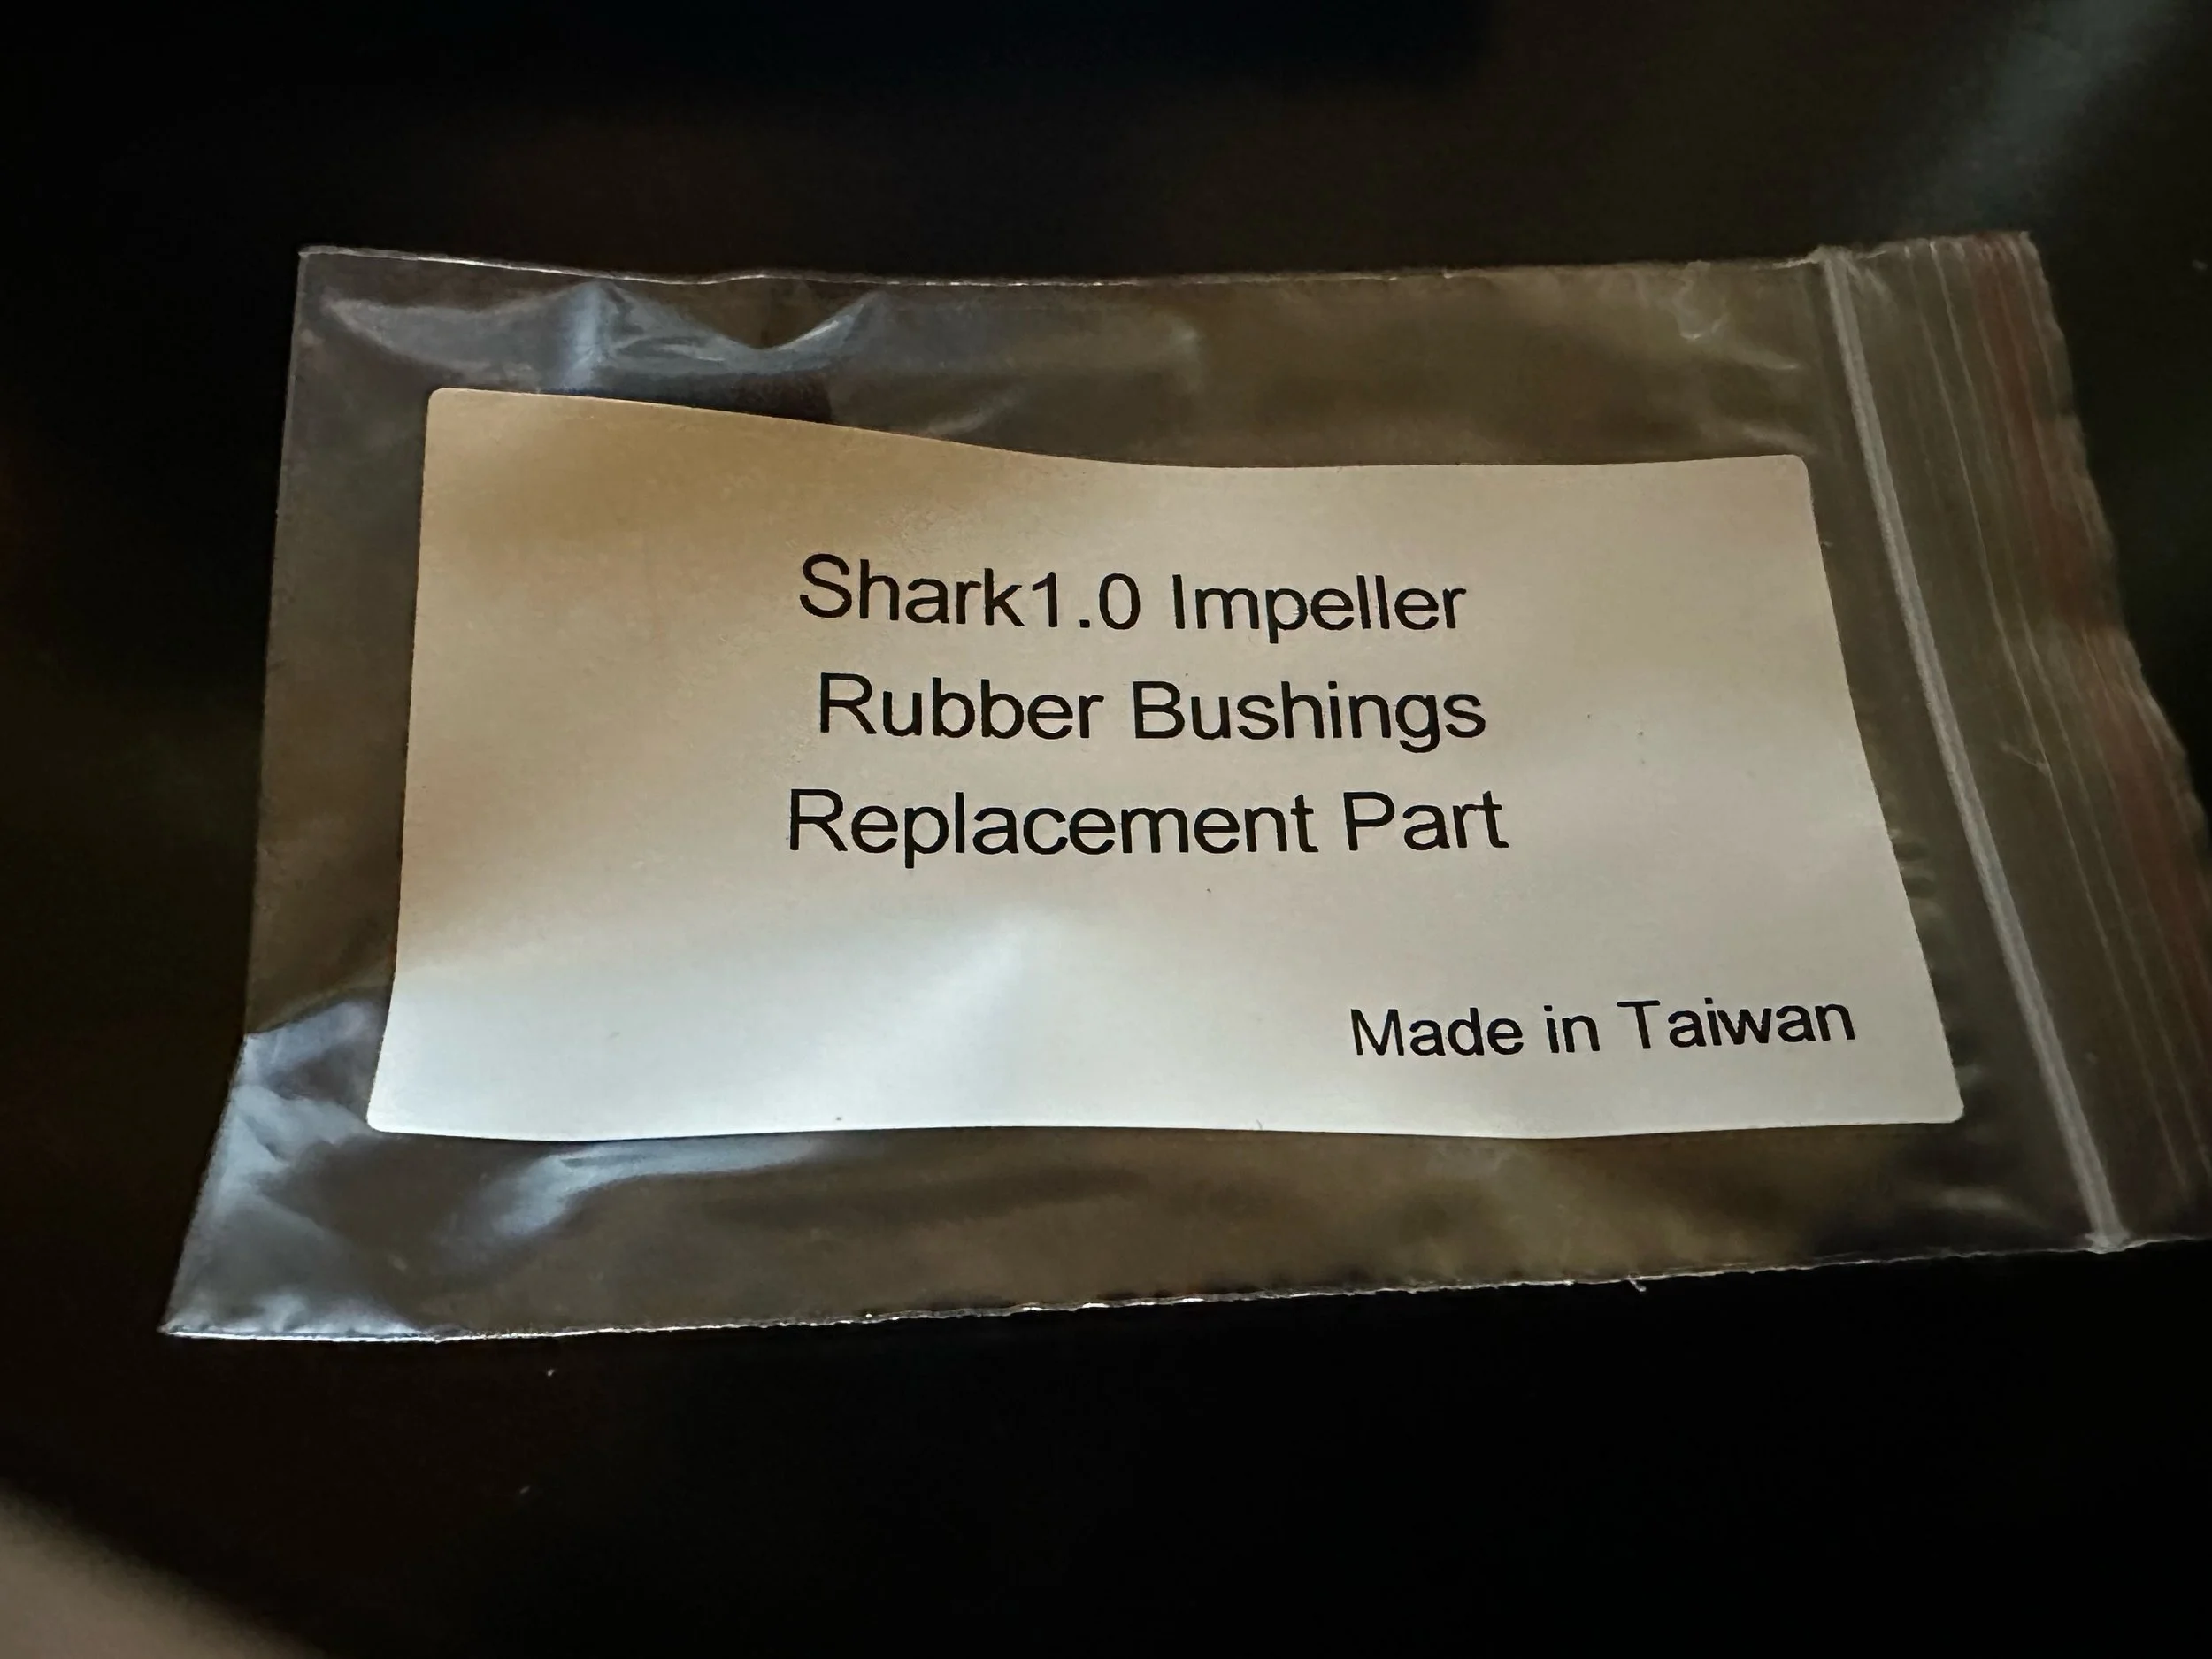 Shark1.0 Impeller
Rubber Bushings
Replacement Part
Made in Taiwan